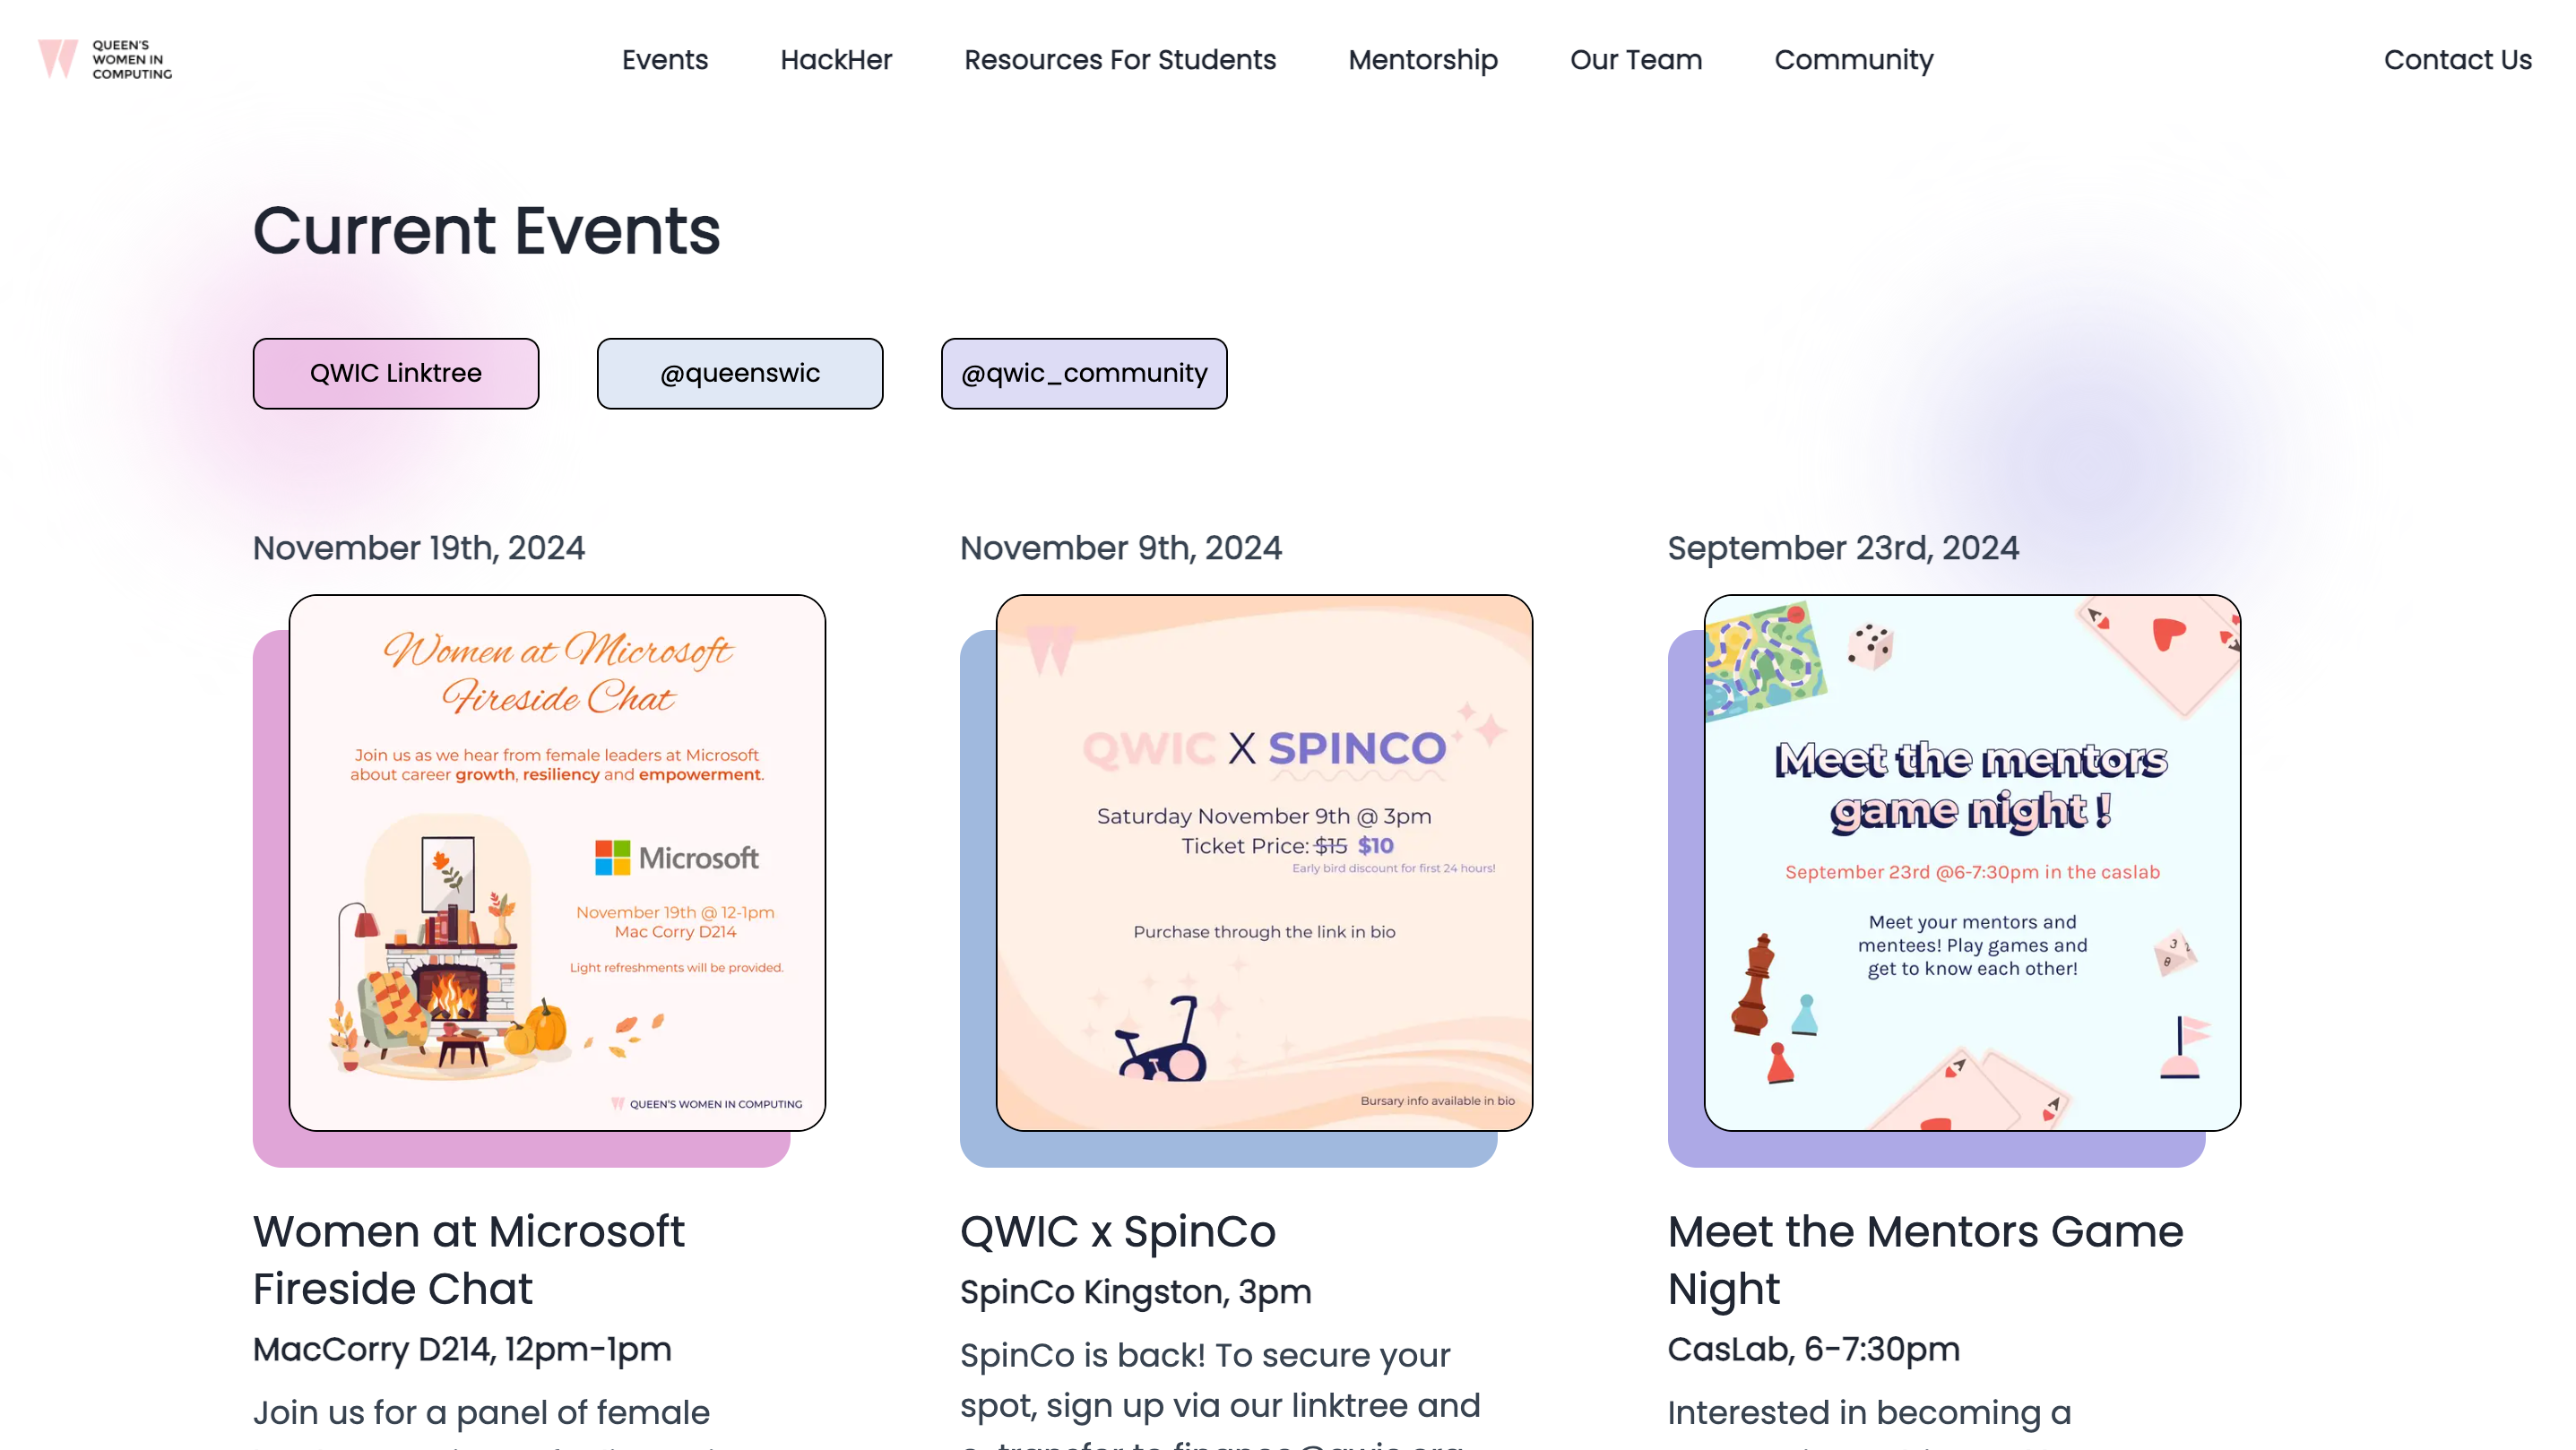 QUEEN'S
WOMEN IN
COMPUTING
Events
HackHer
Resources For Students
Mentorship
Our Team
Community
Contact Us
Current Events
QWIC Linktree
@queenswic
@qwic_community
November 19th, 2024
Women at Microsoft
Fireside Chat
Join us as we hear from female leaders at Microsoft
about career growth, resiliency and empowerment.
Microsoft
November 19th @ 12-1pm
Mac Corry D214
Light refreshments will be provided.
QUEEN'S WOMEN IN COMPUTING
Women at Microsoft
Fireside Chat
MacCorry D214, 12pm-1pm
Join us for a panel of female
November 9th, 2024
QWIC X SPINCO
Saturday November 9th @ 3pm
Ticket Price: $15 $10
Early bird discount for first 24 hours!
Purchase through the link in bio
Bursary info available in bio
QWIC x SpinCo
SpinCo Kingston, 3pm
SpinCo is back! To secure your
spot, sign up via our linktree and
September 23rd, 2024
A
A
Meet the mentors
game night !
September 23rd @6-7:30pm in the caslab
Meet your mentors and
mentees! Play games and
get to know each other!
3 2
8
A
A
Meet the Mentors Game
Night
CasLab, 6-7:30pm
Interested in becoming a